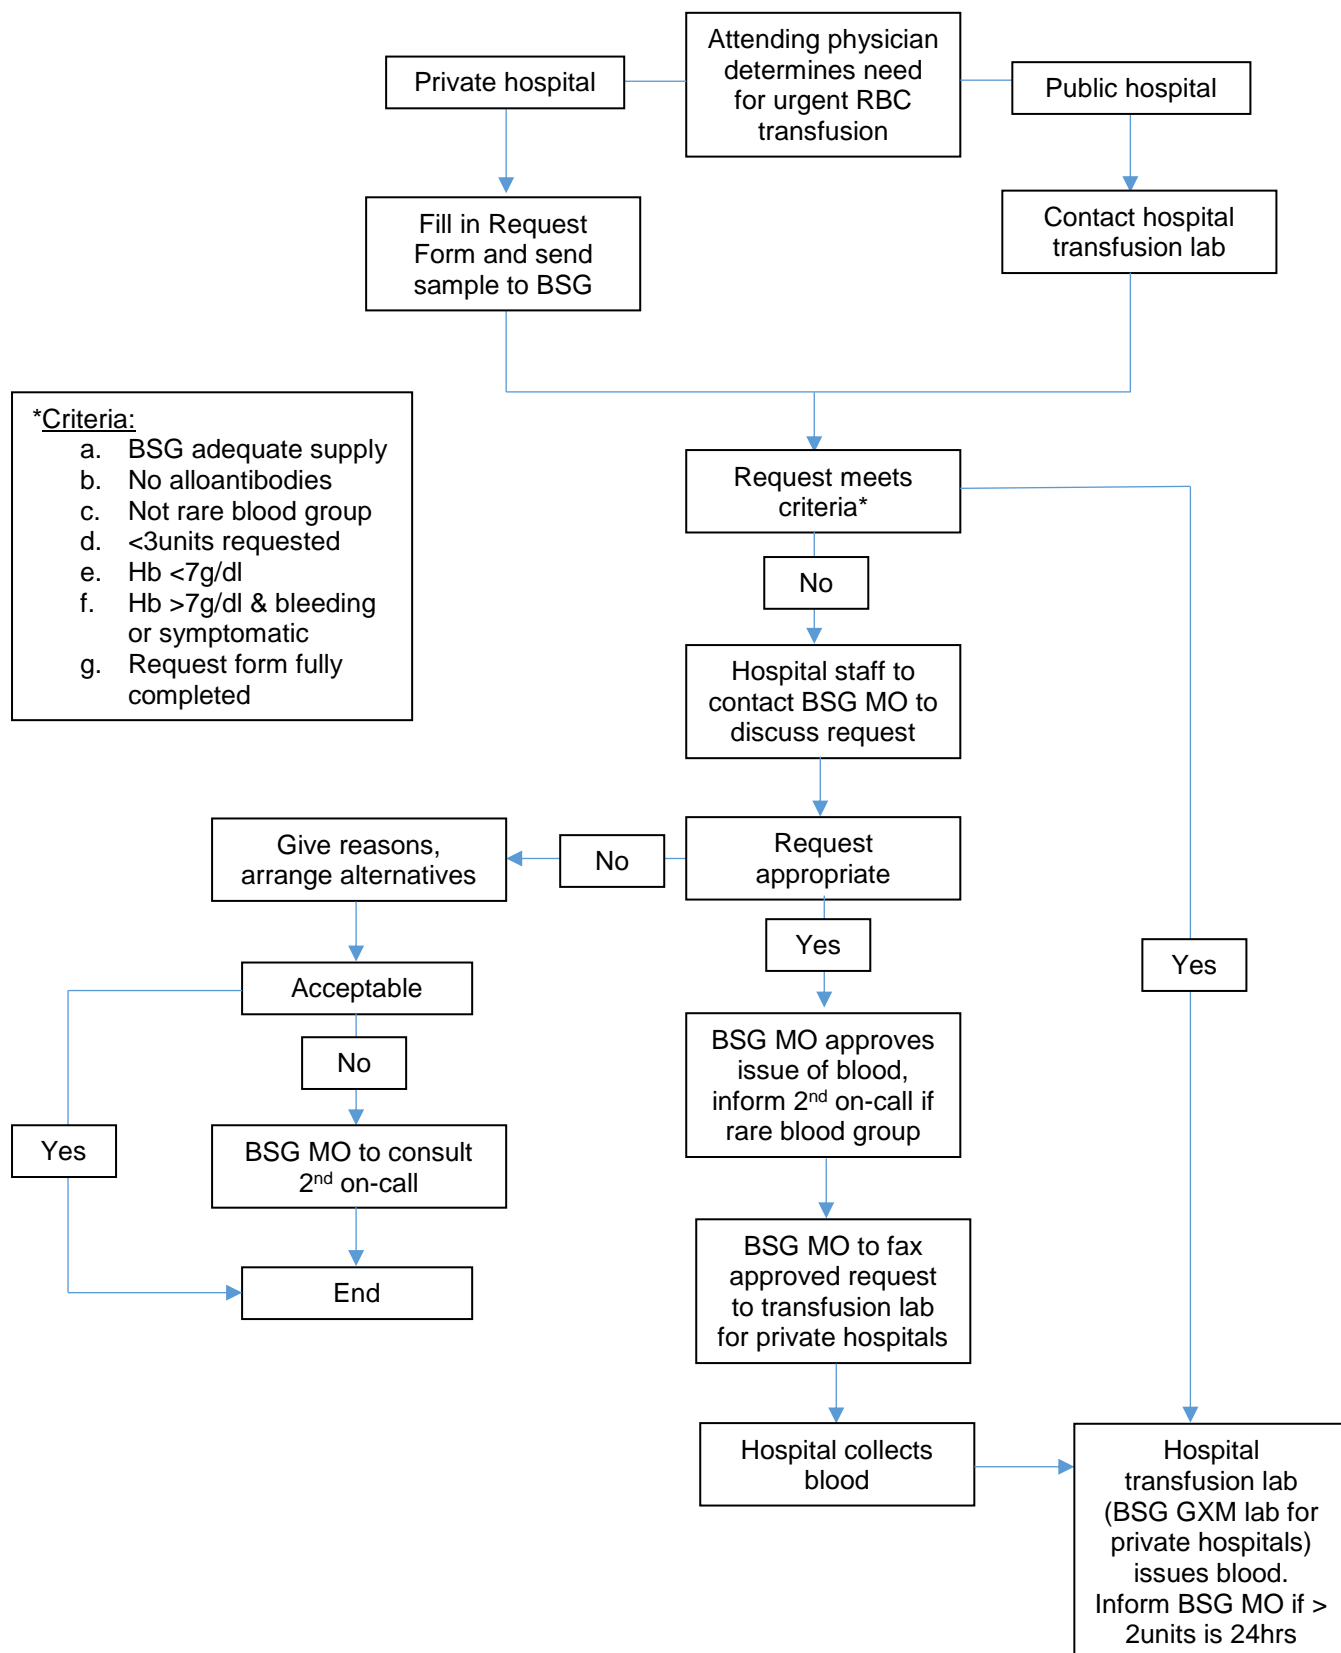 Attending physician
determines need
for urgent RBC
transfusion
Private hospital
Public hospital
Fill in Request
Form and send
sample to BSG
Contact hospital
transfusion lab
*Criteria:
a. BSG adequate supply
b. No alloantibodies
c. Not rare blood group
d. <3units requested
e. Hb <7g/dl
f. Hb >7g/dl & bleeding
or symptomatic
g. Request form fully
completed
Request meets
criteria*
No
Hospital staff to
contact BSG MO to
discuss request
Request
appropriate
No
Give reasons,
arrange alternatives
Yes
Yes
Acceptable
No
Yes
BSG MO approves
issue of blood,
inform 2nd on-call if
rare blood group
BSG MO to consult
2nd on-call
End
BSG MO to fax
approved request
to transfusion lab
for private hospitals
Hospital collects
blood
Hospital
transfusion lab
(BSG GXM lab for
private hospitals)
issues blood.
Inform BSG MO if >
2units is 24hrs